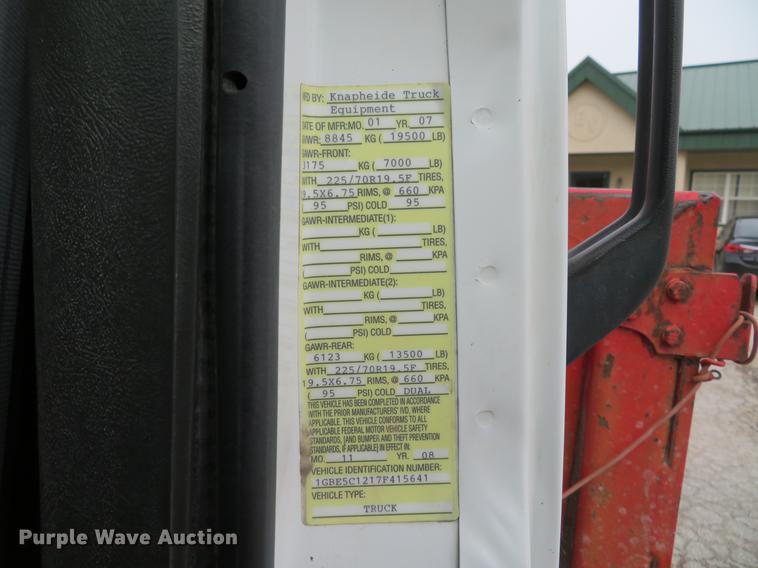 MFD BY: Knapheide Truck
Equipment
DATE OF MFR:MO. 01 YR. 07
GVWR: 8845 KG ( 19500 LB)
GAWR-FRONT:
3175 KG ( 7000 LB)
WITH 225/70R19.5F TIRES,
19.5X6.75 RIMS, @ 660 KPA
( 95 PSI) COLD 95
GAWR-INTERMEDIATE(1):
KG ( LB)
WITH TIRES,
RIMS, @ KPA
( PSI) COLD
GAWR-INTERMEDIATE(2):
KG ( LB)
WITH TIRES,
RIMS, @ KPA
( PSI) COLD
GAWR-REAR:
6123 KG ( 13500 LB)
WITH 225/70R19.5F TIRES,
19.5X6.75 RIMS, @ 660 KPA
( 95 PSI) COLD DUAL
THIS VEHICLE HAS BEEN COMPLETED IN ACCORDANCE
WITH THE PRIOR MANUFACTURERS' IVD, WHERE
APPLICABLE. THIS VEHICLE CONFORMS TO ALL
APPLICABLE FEDERAL MOTOR VEHICLE SAFETY
STANDARDS, [AND BUMPER AND THEFT PREVENTION
STANDARDS, IF APPLICABLE] IN EFFECT IN:
MO. 11 YR. 08
VEHICLE IDENTIFICATION NUMBER:
1GBE5C1217F415641
VEHICLE TYPE:
TRUCK
Purple Wave Auction